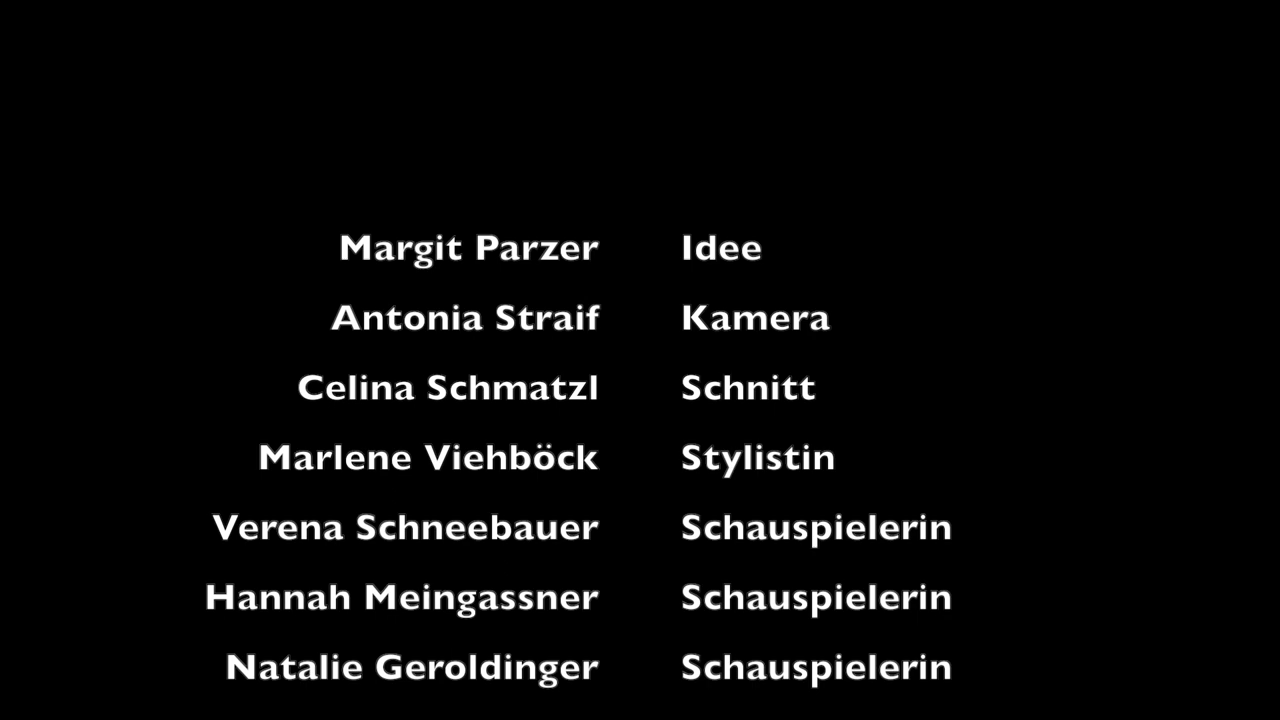 Margit Parzer Idee
Antonia Straif Kamera
Celina Schmatzl Schnitt
Marlene Viehböck Stylistin
Verena Schneebauer Schauspielerin
Hannah Meingassner Schauspielerin
Natalie Geroldinger Schauspielerin